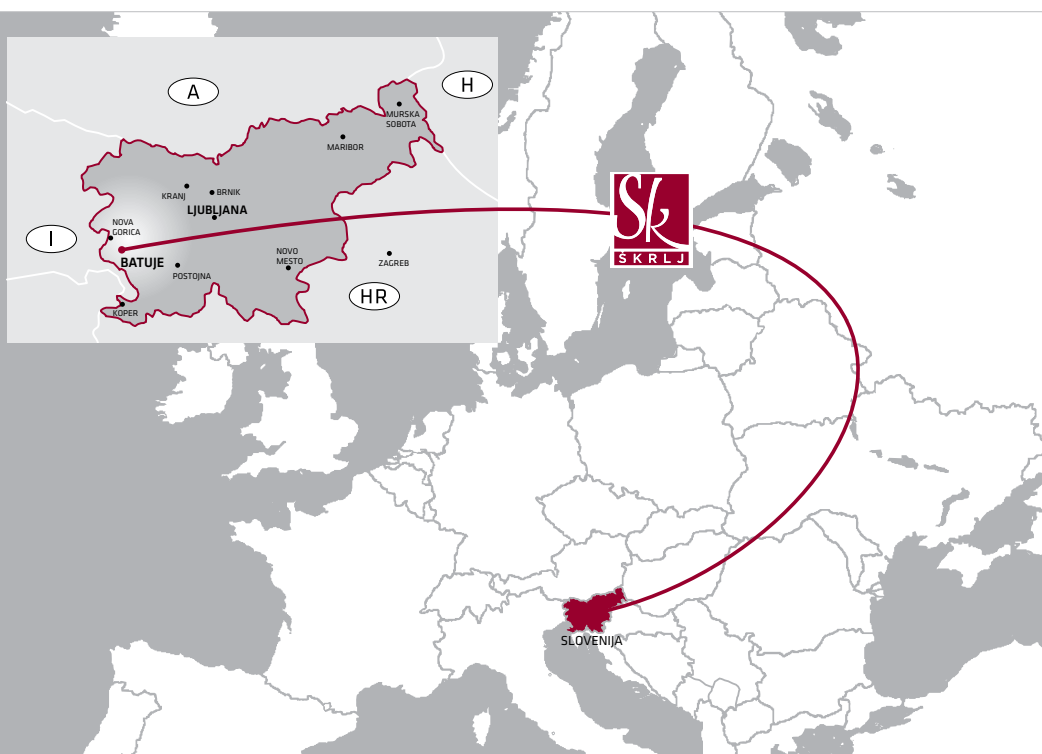 A
H
MURSKA
SOBOTA
MARIBOR
KRANJ
BRNIK
LJUBLJANA
I
NOVA
GORICA
BATUJE
POSTOJNA
NOVO
MESTO
ZAGREB
HR
KOPER
Sk
ŠKRLJ
SLOVENIJA